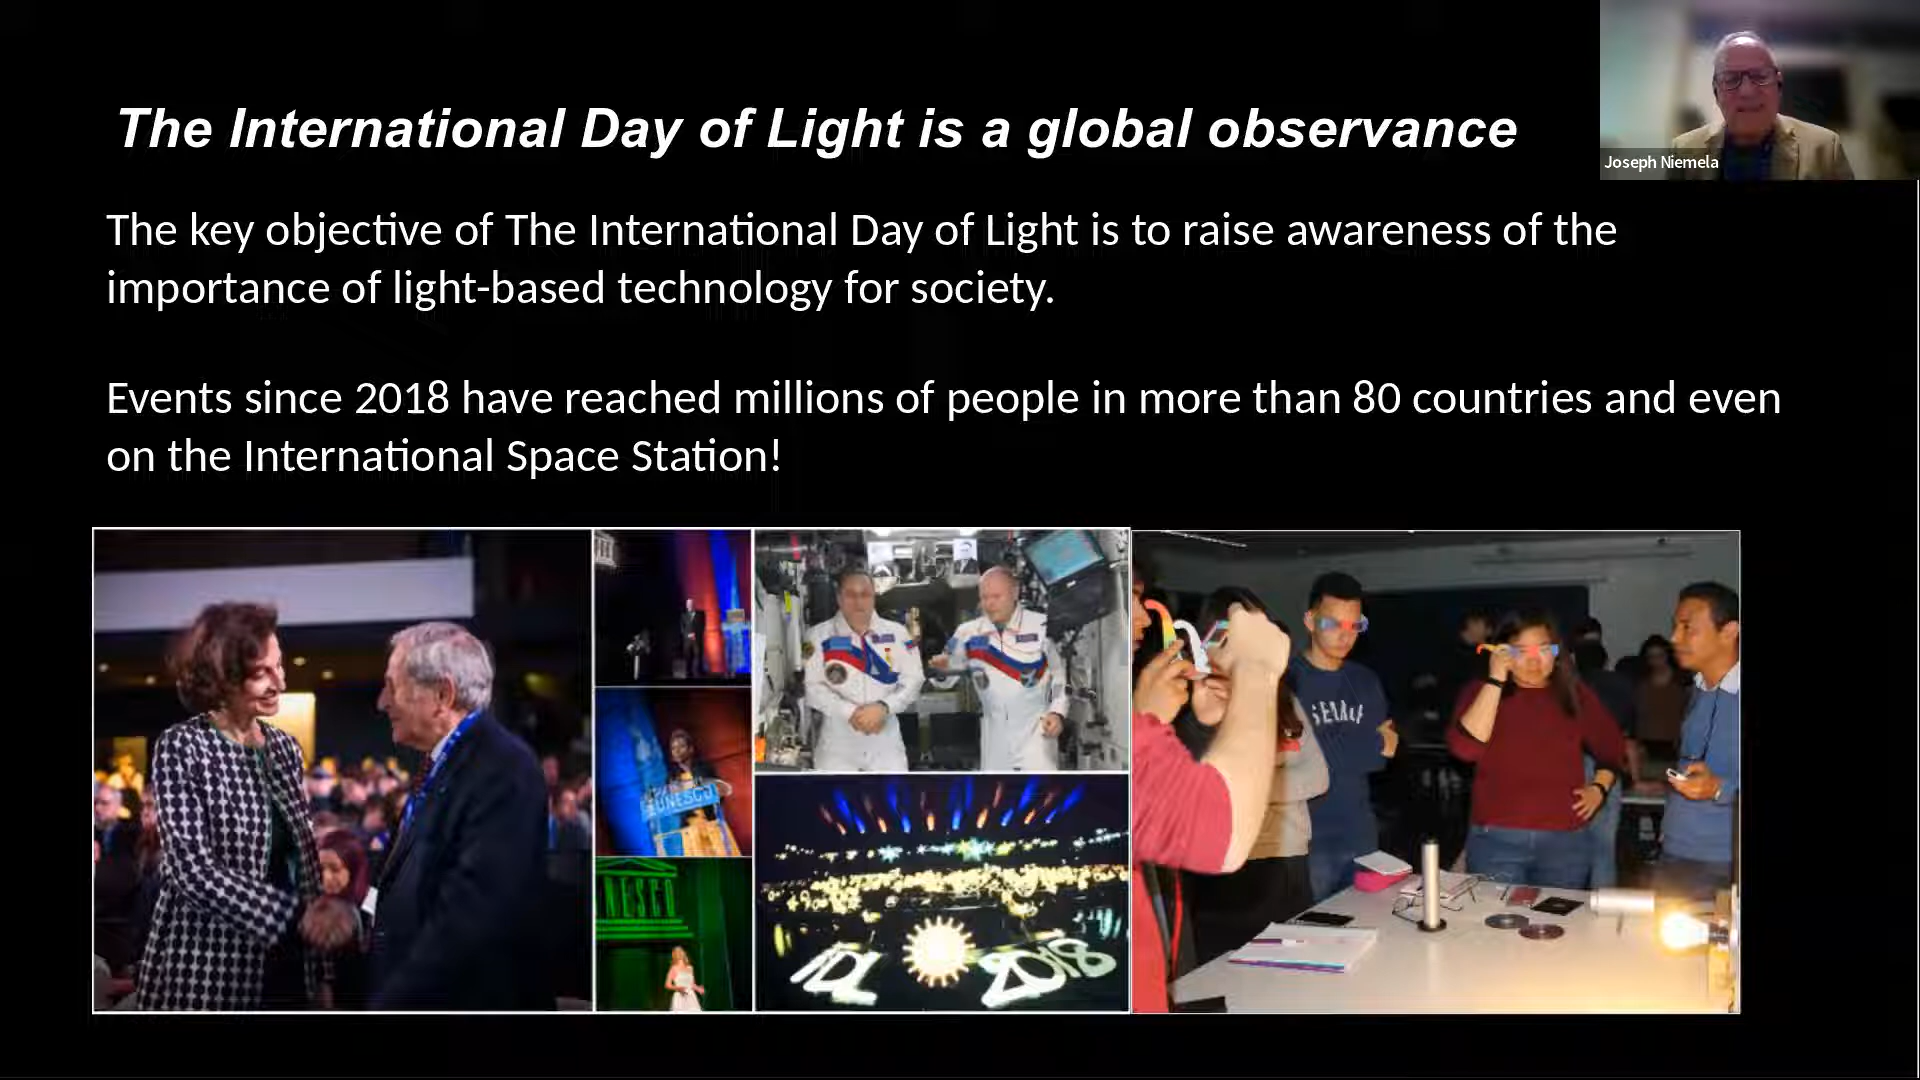 The International Day of Light is a global observance
Joseph Niemela
The key objective of The International Day of Light is to raise awareness of the
importance of light-based technology for society.
Events since 2018 have reached millions of people in more than 80 countries and even
on the International Space Station!
UNESCO
IDL 2018